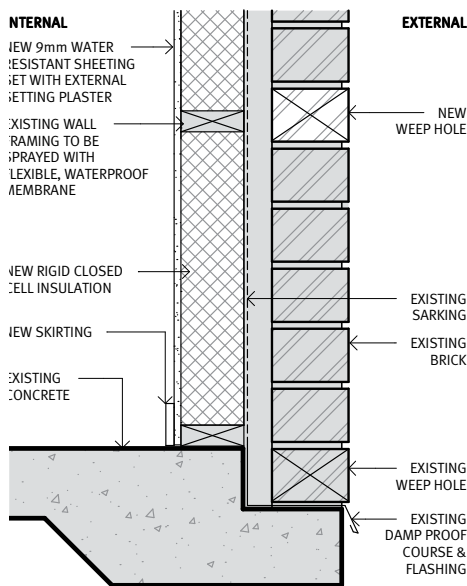 NTERNAL
EXTERNAL
NEW 9mm WATER
RESISTANT SHEETING
SET WITH EXTERNAL
SETTING PLASTER
EXISTING WALL
FRAMING TO BE
SPRAYED WITH
FLEXIBLE, WATERPROOF
MEMBRANE
NEW RIGID CLOSED
CELL INSULATION
NEW SKIRTING
EXISTING
CONCRETE
NEW
WEEP HOLE
EXISTING
SARKING
EXISTING
BRICK
EXISTING
WEEP HOLE
EXISTING
DAMP PROOF
COURSE &
FLASHING